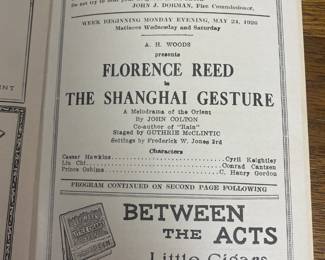 JOHN J. DORMAN, Fire Commissioner.
WEEK BEGINNING MONDAY EVENING, MAY 24, 1926
Matinees Wednesday and Saturday
A. H. WOODS
presents
FLORENCE REED
in
THE SHANGHAI GESTURE
A Melodrama of the Orient
By JOHN COLTON
Co-author of "Rain"
Staged by GUTHRIE McCLINTIC
Settings by Frederick W. Jones 3rd
Characters
Caesar Hawkins Cyril Keightley
Lin Chi Conrad Cantzen
Prince Oshima C. Henry Gordon
PROGRAM CONTINUED ON SECOND PAGE FOLLOWING
BETWEEN
THE ACTS
Little Cigars